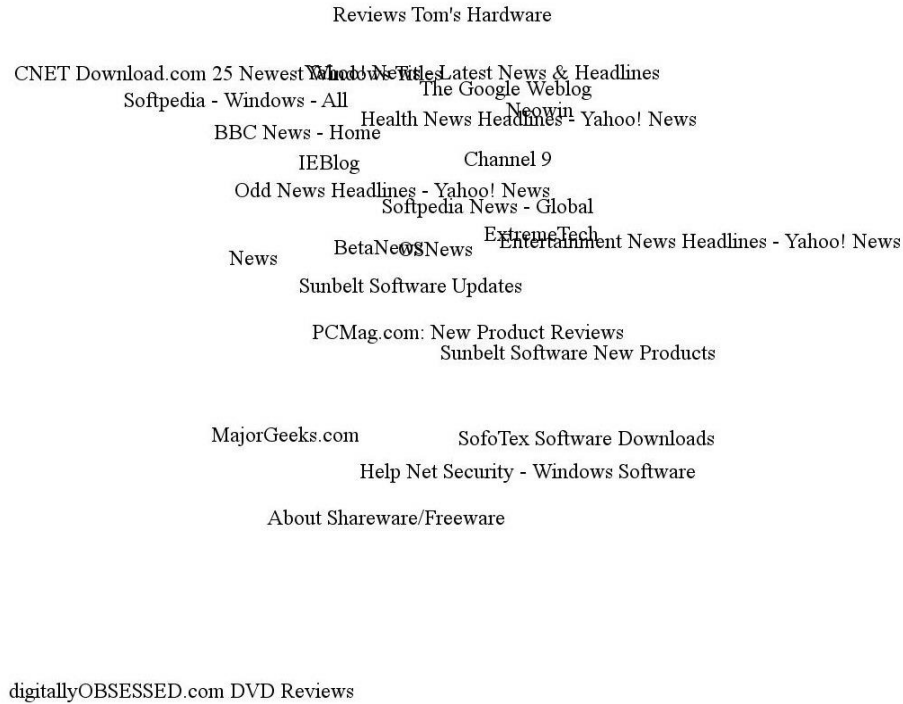 Reviews Tom's Hardware
CNET Download.com 25 Newest Windows Titles
Yahoo! News - Latest News & Headlines
The Google Weblog
Softpedia - Windows - All
Neowin
Health News Headlines - Yahoo! News
BBC News - Home
Channel 9
IEBlog
Odd News Headlines - Yahoo! News
Softpedia News - Global
ExtremeTech
Entertainment News Headlines - Yahoo! News
BetaNews
OSNews
News
Sunbelt Software Updates
PCMag.com: New Product Reviews
Sunbelt Software New Products
MajorGeeks.com
SofoTex Software Downloads
Help Net Security - Windows Software
About Shareware/Freeware
digitallyOBSESSED.com DVD Reviews